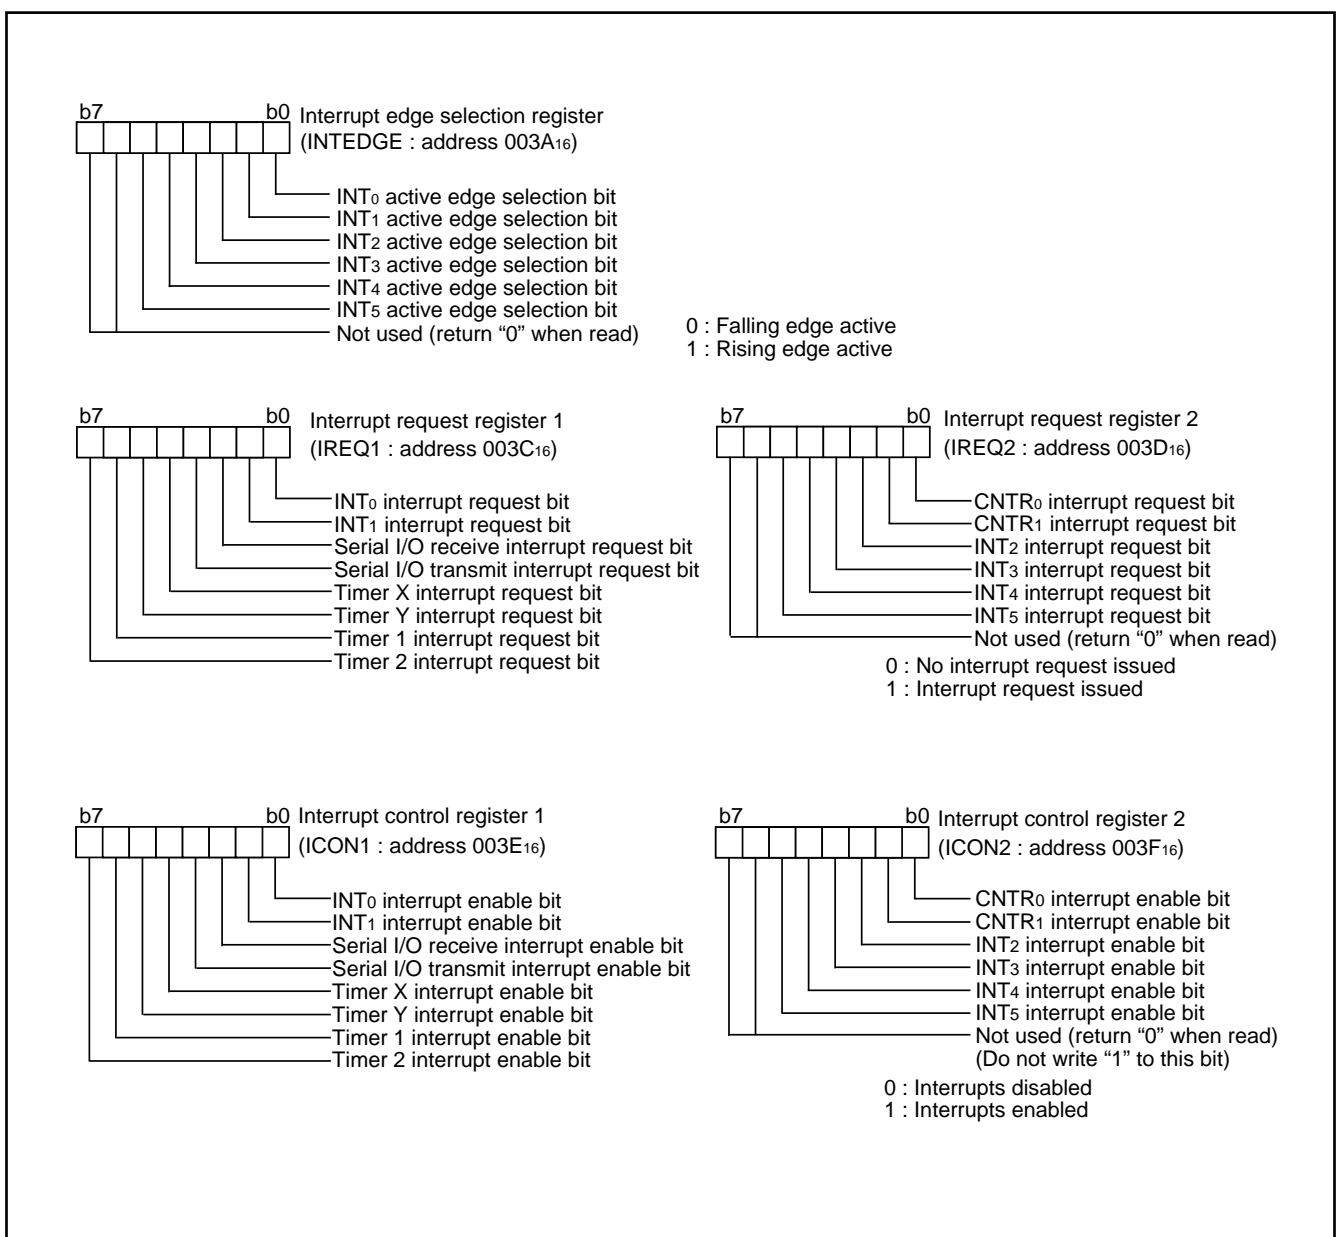 b7 b0 Interrupt edge selection register
(INTEDGE : address 003A16)
INT0 active edge selection bit
INT1 active edge selection bit
INT2 active edge selection bit
INT3 active edge selection bit
INT4 active edge selection bit
INT5 active edge selection bit
Not used (return “0” when read)
0 : Falling edge active
1 : Rising edge active
b7 b0 Interrupt request register 1
(IREQ1 : address 003C16)
INT0 interrupt request bit
INT1 interrupt request bit
Serial I/O receive interrupt request bit
Serial I/O transmit interrupt request bit
Timer X interrupt request bit
Timer Y interrupt request bit
Timer 1 interrupt request bit
Timer 2 interrupt request bit
b7 b0 Interrupt request register 2
(IREQ2 : address 003D16)
CNTR0 interrupt request bit
CNTR1 interrupt request bit
INT2 interrupt request bit
INT3 interrupt request bit
INT4 interrupt request bit
INT5 interrupt request bit
Not used (return “0” when read)
0 : No interrupt request issued
1 : Interrupt request issued
b7 b0 Interrupt control register 1
(ICON1 : address 003E16)
INT0 interrupt enable bit
INT1 interrupt enable bit
Serial I/O receive interrupt enable bit
Serial I/O transmit interrupt enable bit
Timer X interrupt enable bit
Timer Y interrupt enable bit
Timer 1 interrupt enable bit
Timer 2 interrupt enable bit
b7 b0 Interrupt control register 2
(ICON2 : address 003F16)
CNTR0 interrupt enable bit
CNTR1 interrupt enable bit
INT2 interrupt enable bit
INT3 interrupt enable bit
INT4 interrupt enable bit
INT5 interrupt enable bit
Not used (return “0” when read)
(Do not write “1” to this bit)
0 : Interrupts disabled
1 : Interrupts enabled